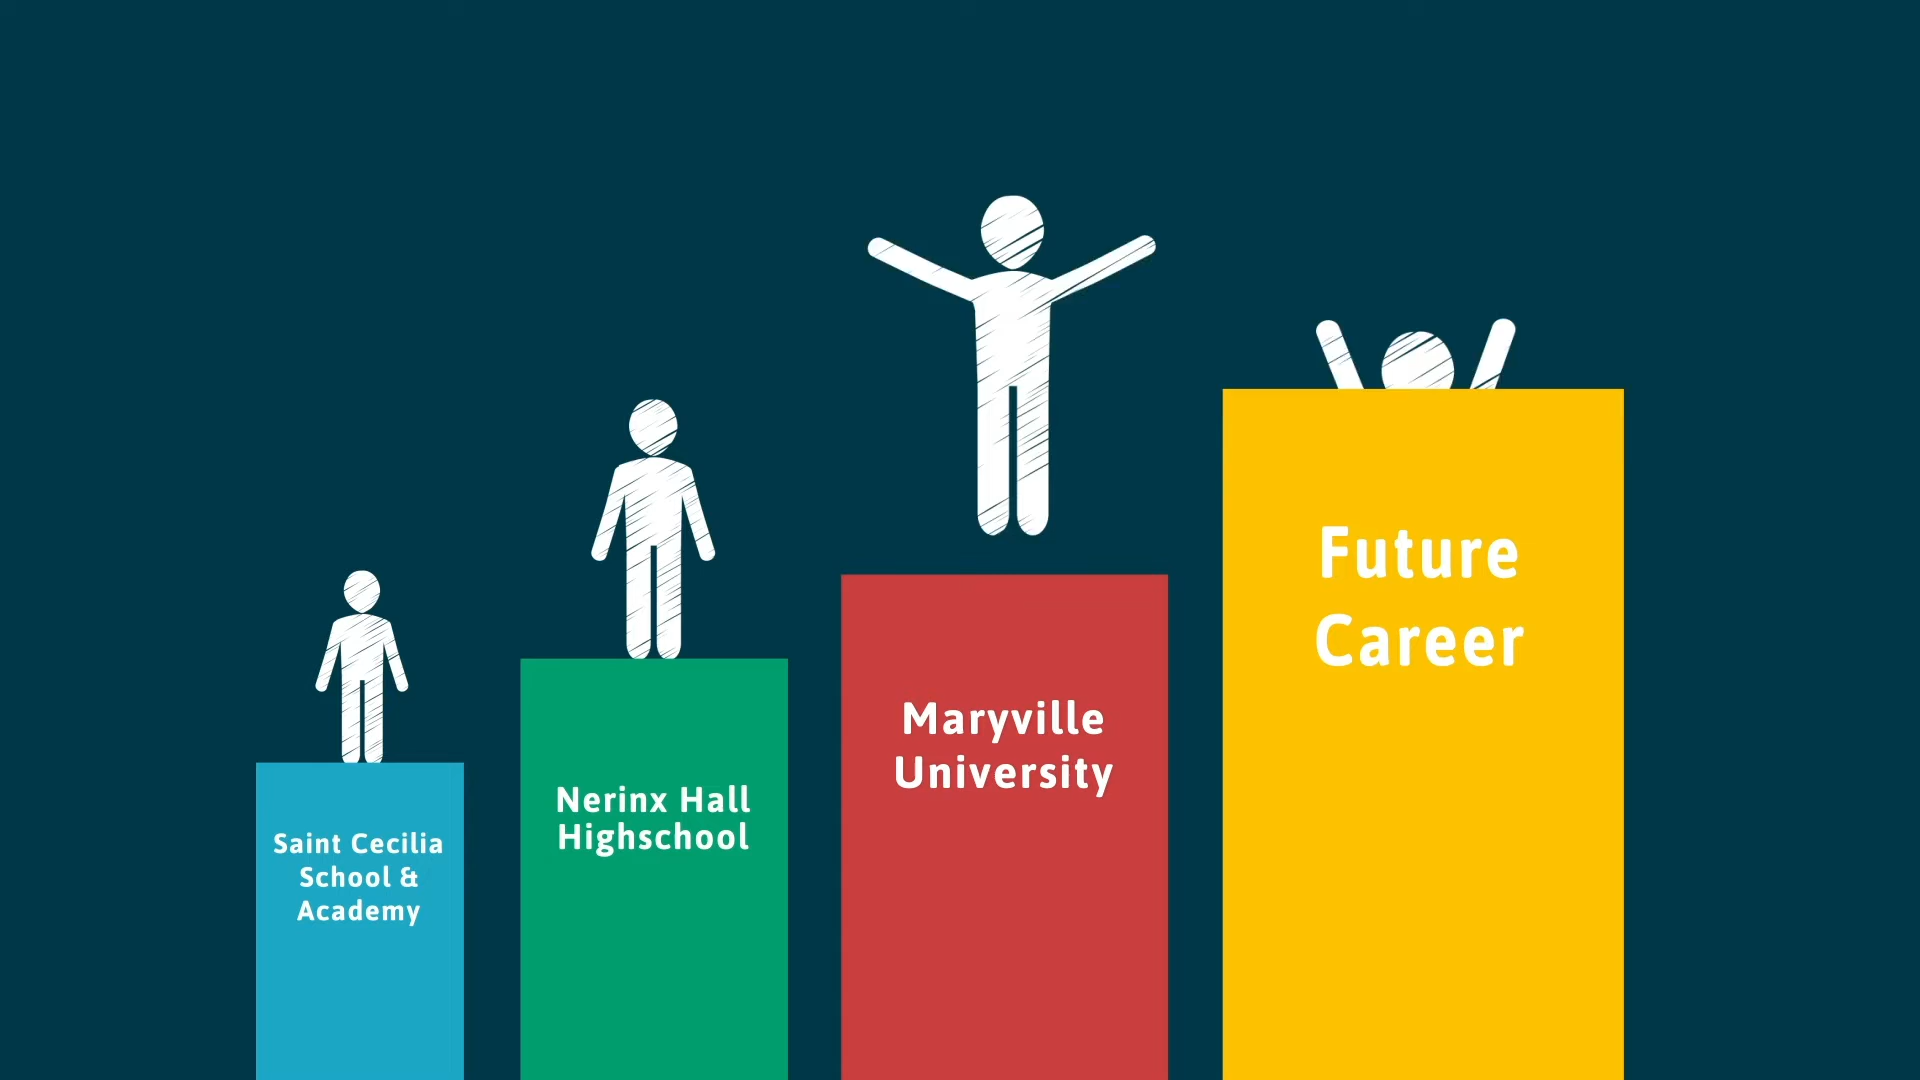 Saint Cecilia
School &
Academy
Nerinx Hall
Highschool
Maryville
University
Future
Career